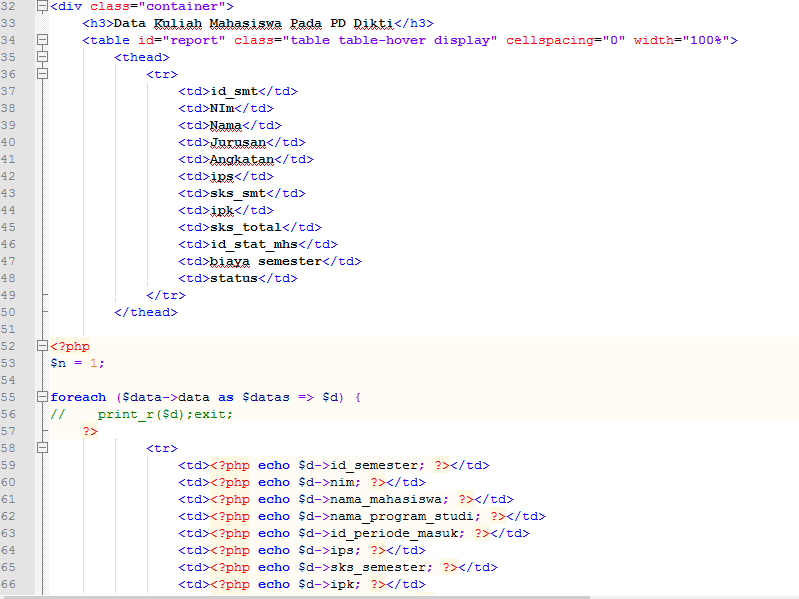 32 <div class="container">
33 <h3>Data Kuliah Mahasiswa Pada PD Dikti</h3>
34 <table id="report" class="table table-hover display" cellspacing="0" width="100%">
35 <thead>
36 <tr>
37 <td>id_smt</td>
38 <td>NIm</td>
39 <td>Nama</td>
40 <td>Jurusan</td>
41 <td>Angkatan</td>
42 <td>ips</td>
43 <td>sks_smt</td>
44 <td>ipk</td>
45 <td>sks_total</td>
46 <td>id_stat_mhs</td>
47 <td>biaya semester</td>
48 <td>status</td>
49 </tr>
50 </thead>
51
52 <?php
53 $n = 1;
54
55 foreach ($data->data as $datas => $d) {
56 // print_r($d);exit;
57 ?>
58 <tr>
59 <td><?php echo $d->id_semester; ?></td>
60 <td><?php echo $d->nim; ?></td>
61 <td><?php echo $d->nama_mahasiswa; ?></td>
62 <td><?php echo $d->nama_program_studi; ?></td>
63 <td><?php echo $d->id_periode_masuk; ?></td>
64 <td><?php echo $d->ips; ?></td>
65 <td><?php echo $d->sks_semester; ?></td>
66 <td><?php echo $d->ipk; ?></td>